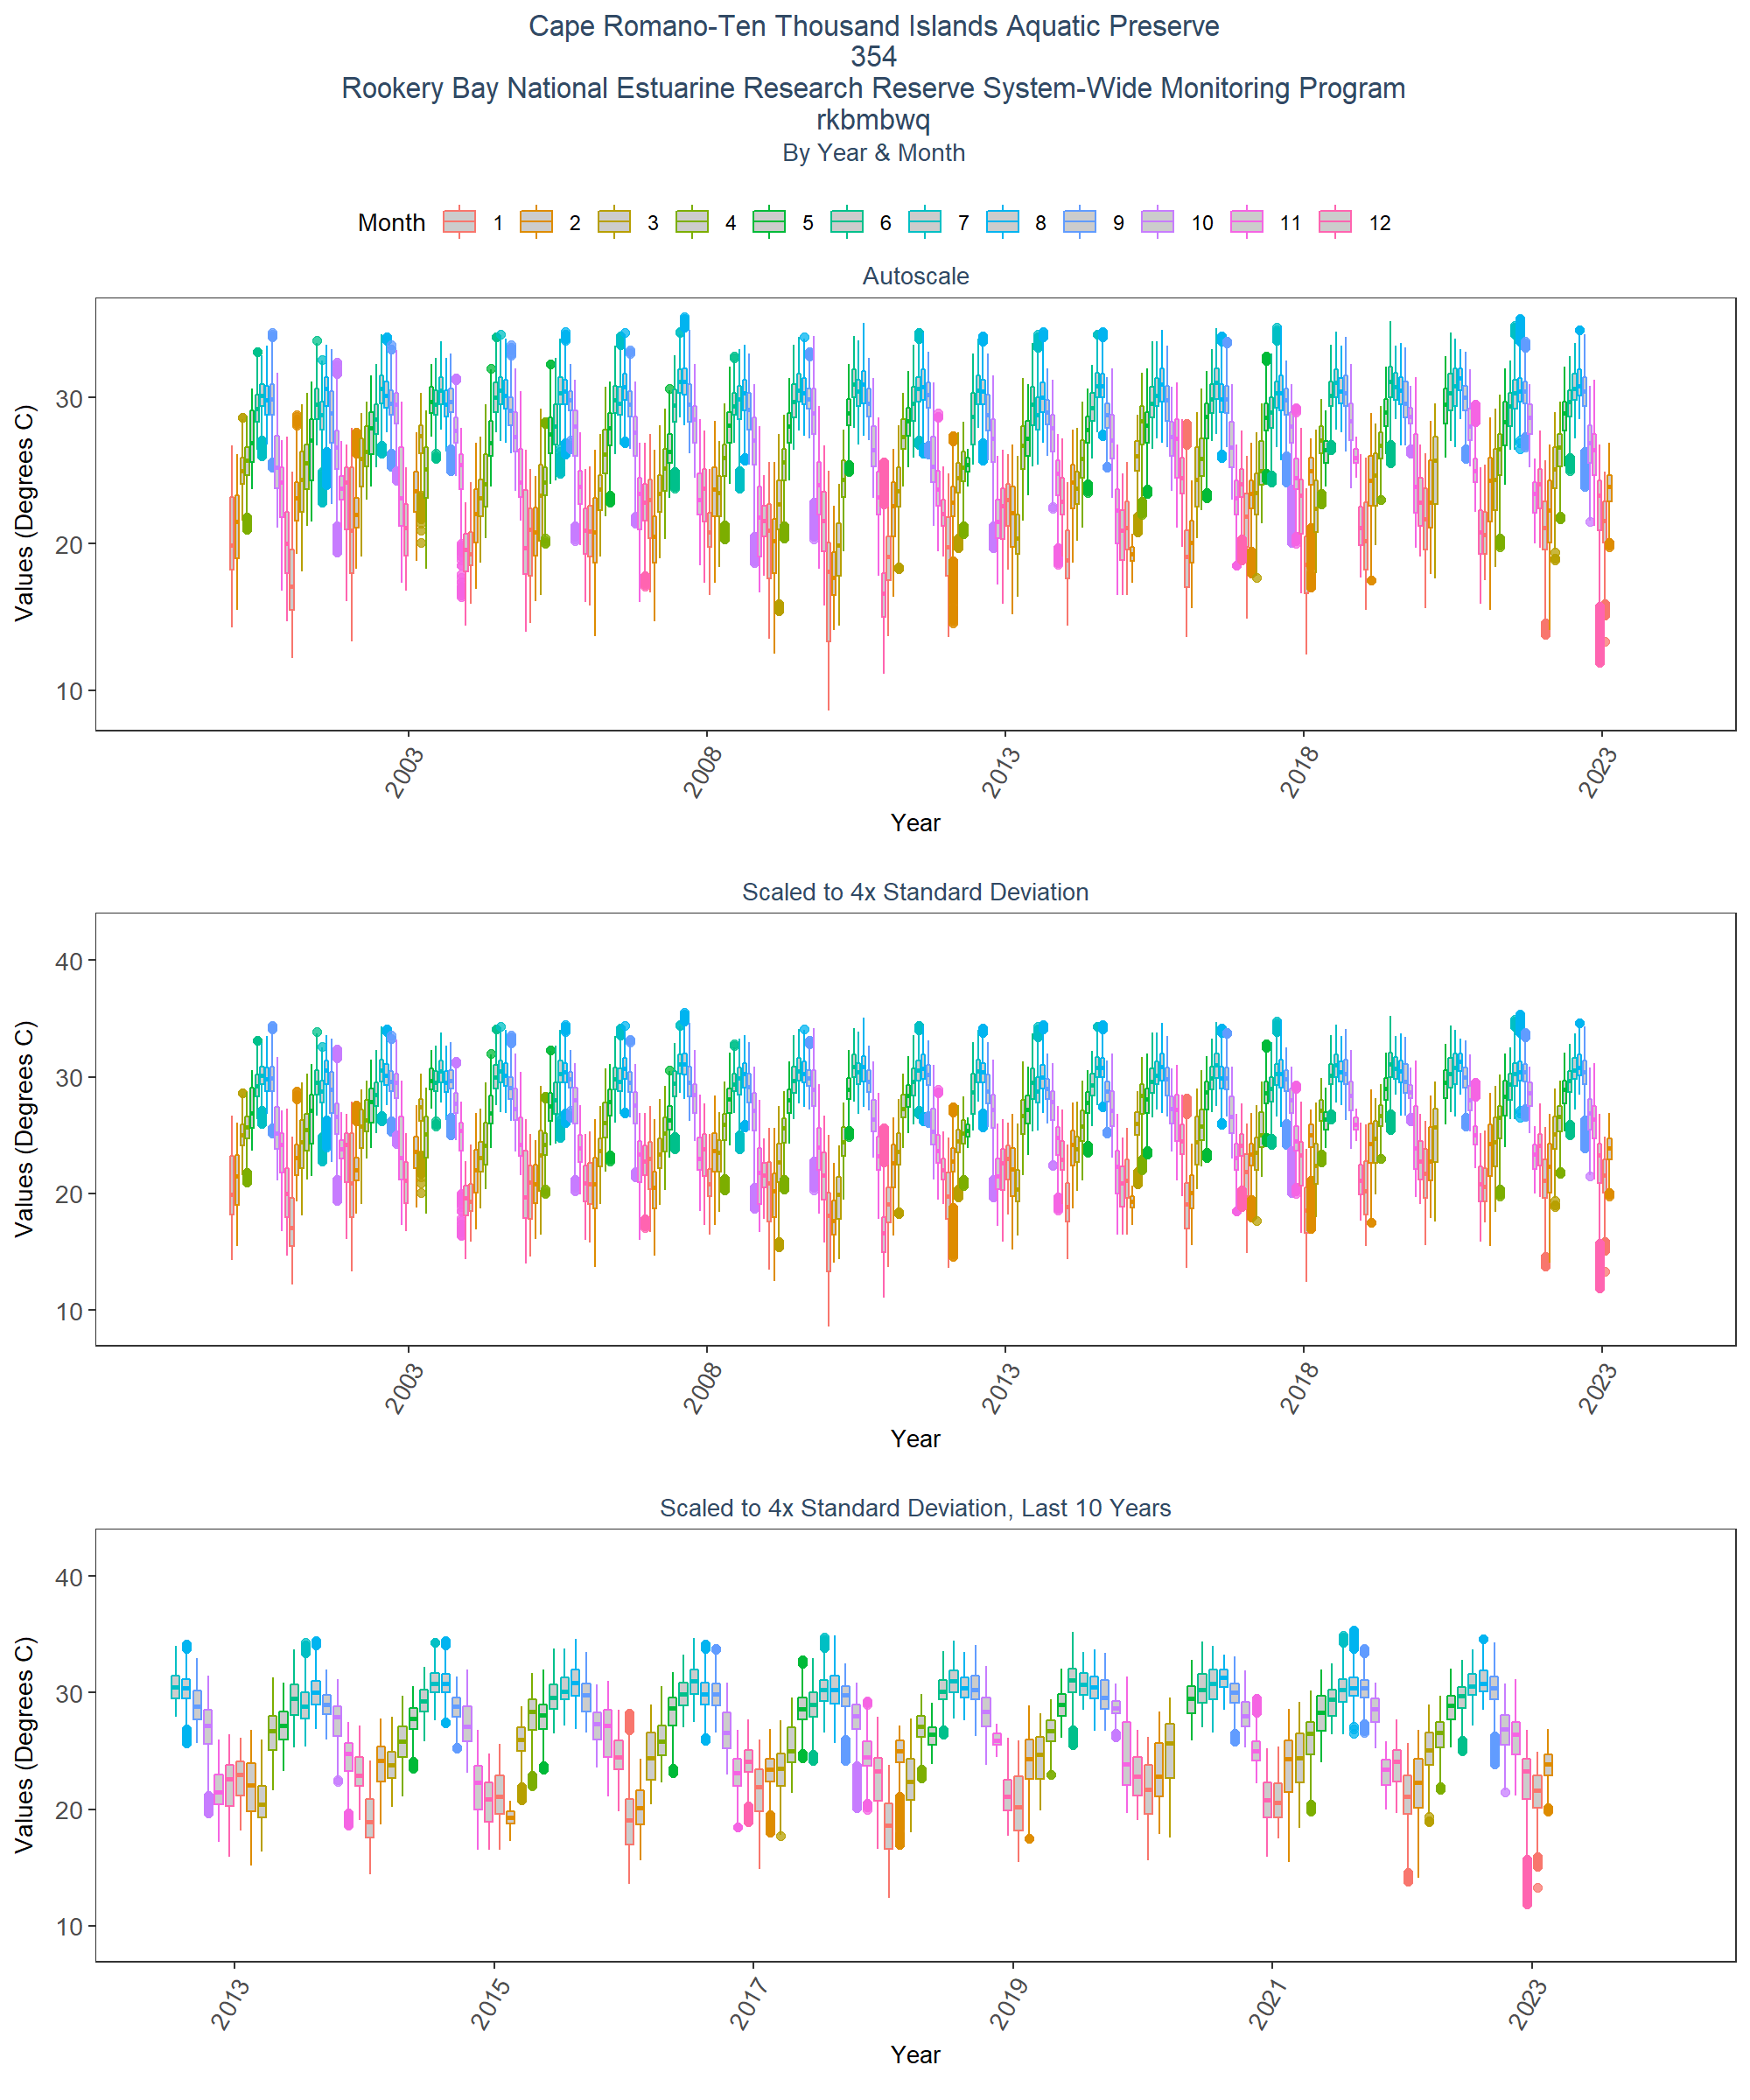 Cape Romano-Ten Thousand Islands Aquatic Preserve
354
Rookery Bay National Estuarine Research Reserve System-Wide Monitoring Program
rkbmbwq
By Year & Month
Month 1 2 3 4 5 6 7 8 9 10 11 12
Autoscale
Values (Degrees C)
30
20
10
2003 2008 2013 2018 2023
Year
Scaled to 4x Standard Deviation
Values (Degrees C)
40
30
20
10
2003 2008 2013 2018 2023
Year
Scaled to 4x Standard Deviation, Last 10 Years
Values (Degrees C)
40
30
20
10
2013 2015 2017 2019 2021 2023
Year